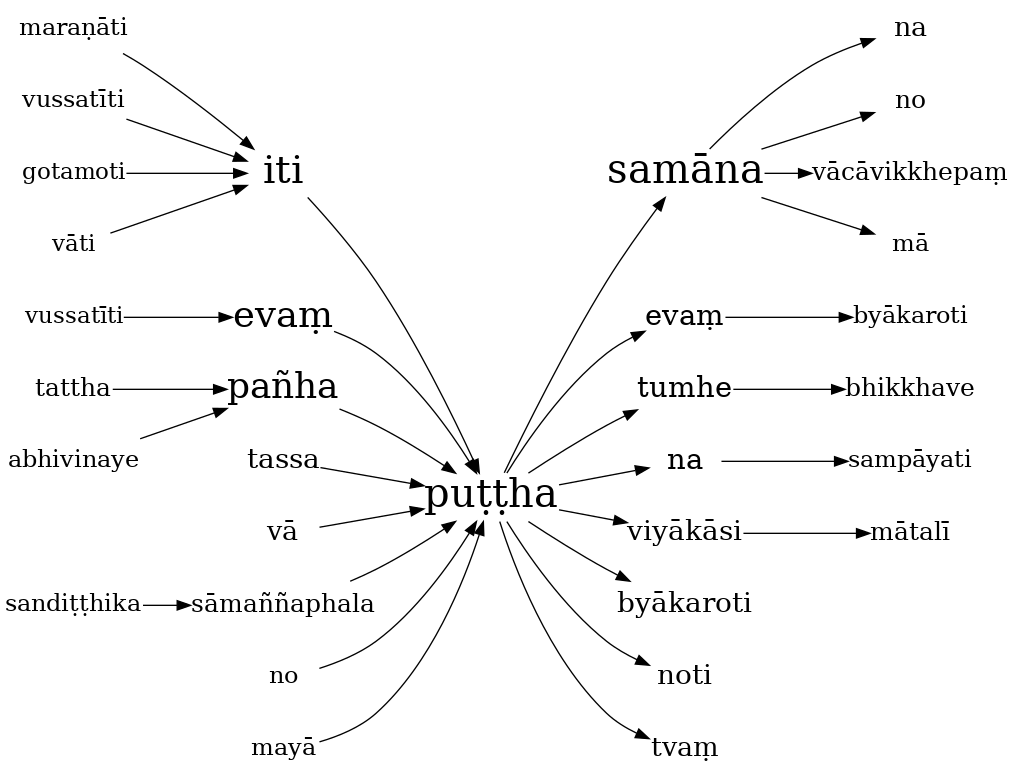 maraṇāti
na
vussatīti
no
gotamoti
iti
samāna
vācāvikkhepaṃ
vāti
mā
vussatīti
evaṃ
evaṃ
byākaroti
tattha
pañha
tumhe
bhikkhave
abhivinaye
tassa
na
sampāyati
puṭṭha
vā
viyākāsi
mātalī
sandiṭṭhika
sāmaññaphala
byākaroti
no
noti
mayā
tvaṃ